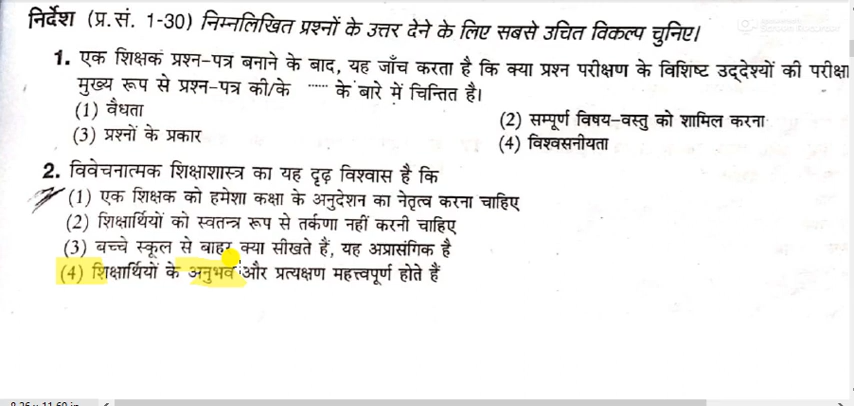 निर्देश (प्र.सं. 1-30) निम्नलिखित प्रश्नों के उत्तर देने के लिए सबसे उचित विकल्प चुनिए।
1. एक शिक्षक प्रश्न-पत्र बनाने के बाद, यह जाँच करता है कि क्या प्रश्न परीक्षण के विशिष्ट उद्देश्यों की परीक्षा
मुख्य रूप से प्रश्न-पत्र की/के ...... के बारे में चिन्तित है।
(1) वैधता
(2) सम्पूर्ण विषय-वस्तु को शामिल करना
(3) प्रश्नों के प्रकार
(4) विश्वसनीयता
2. विवेचनात्मक शिक्षाशास्त्र का यह दृढ़ विश्वास है कि
(1) एक शिक्षक को हमेशा कक्षा के अनुदेशन का नेतृत्व करना चाहिए
(2) शिक्षार्थियों को स्वतन्त्र रूप से तर्कणा नहीं करनी चाहिए
(3) बच्चे स्कूल से बाहर क्या सीखते हैं, यह अप्रासंगिक है
(4) शिक्षार्थियों के अनुभव और प्रत्यक्षण महत्त्वपूर्ण होते हैं